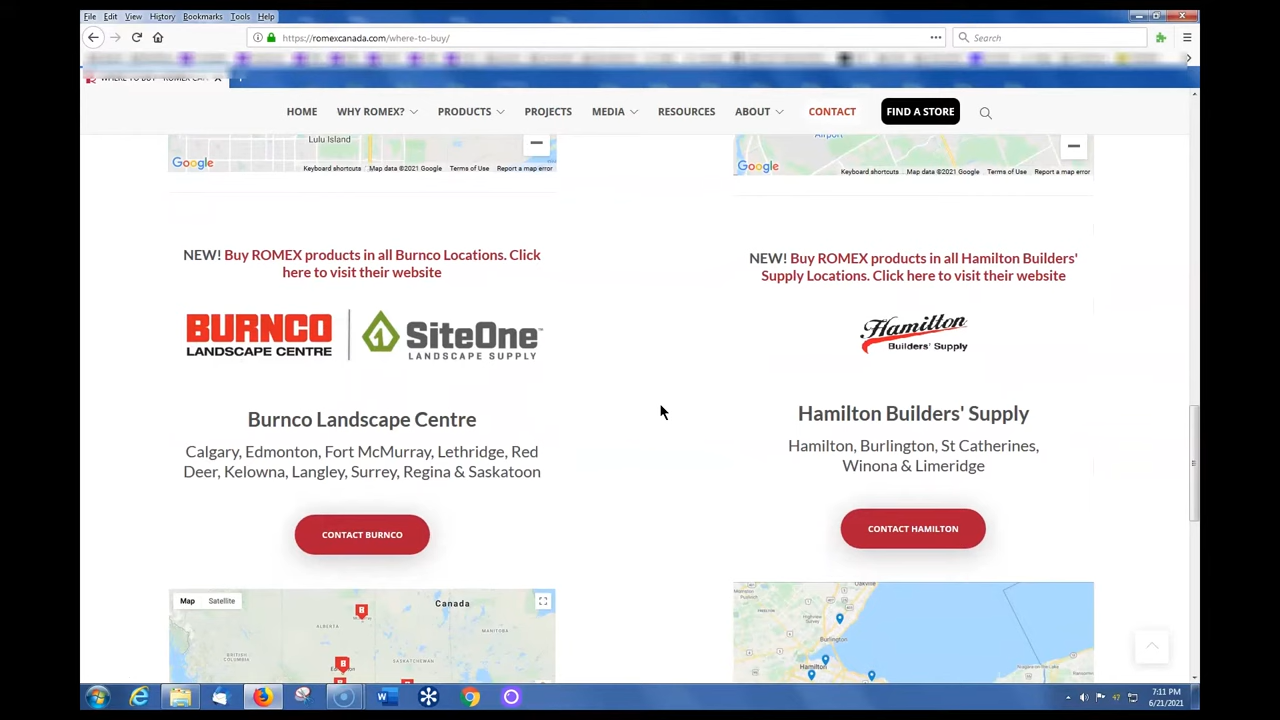 File Edit View History Bookmarks Tools Help
https://romexcanada.com/where-to-buy/
Search
WHERE TO BUY - ROMEX CA
HOME WHY ROMEX? PRODUCTS PROJECTS MEDIA RESOURCES ABOUT CONTACT FIND A STORE
Lulu Island
Airport
Google Keyboard shortcuts Map data ©2021 Google Terms of Use Report a map error
Google Keyboard shortcuts Map data ©2021 Google Terms of Use Report a map error
NEW! Buy ROMEX products in all Burnco Locations. Click
here to visit their website
BURNCO
LANDSCAPE CENTRE
SiteOne
LANDSCAPE SUPPLY
Burnco Landscape Centre
Calgary, Edmonton, Fort McMurray, Lethridge, Red
Deer, Kelowna, Langley, Surrey, Regina & Saskatoon
CONTACT BURNCO
Map Satellite
Canada
ALBERTA
MANITOBA
BRITISH
COLUMBIA
SASKATCHEWAN
NEW! Buy ROMEX products in all Hamilton Builders'
Supply Locations. Click here to visit their website
Hamilton
Builders' Supply
Hamilton Builders' Supply
Hamilton, Burlington, St Catherines,
Winona & Limeridge
CONTACT HAMILTON
Oakville
Burlington
Hamilton
7:11 PM
6/21/2021